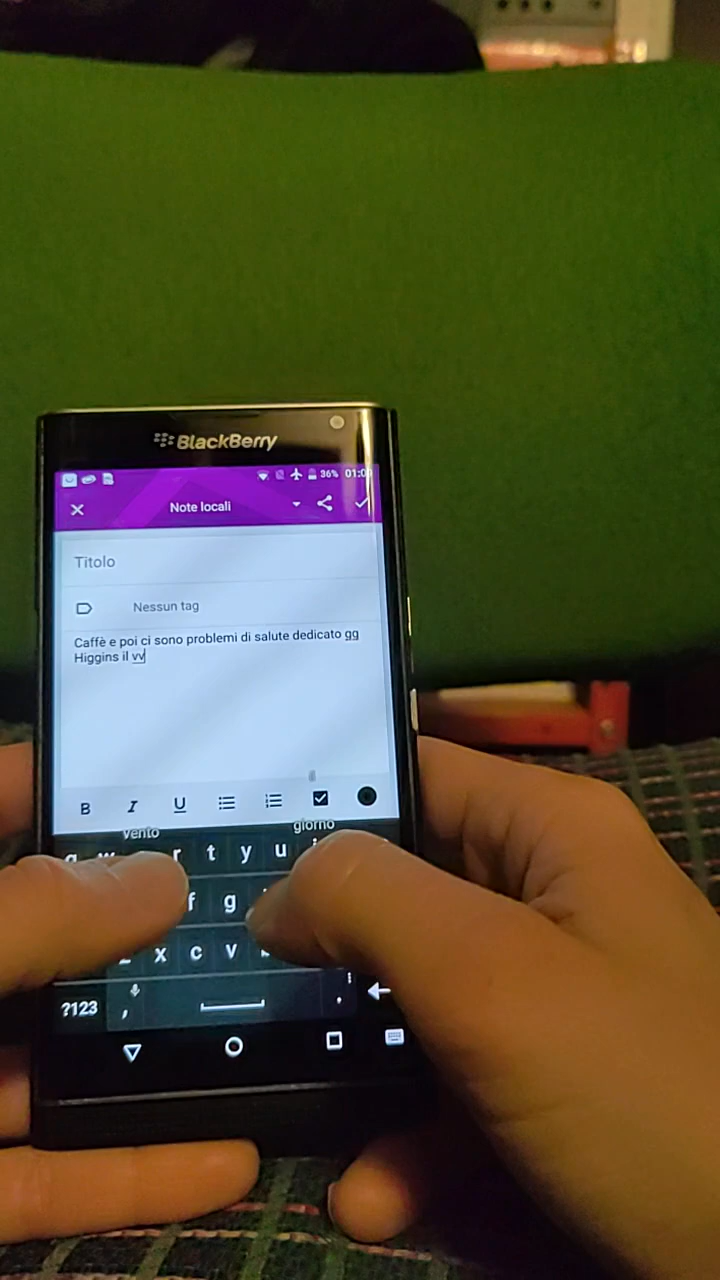 BlackBerry
36% 01:0
Note locali
Titolo
Nessun tag
Caffè e poi ci sono problemi di salute dedicato gg
Higgins il vv
B I U
vento giorno
q r t y u
f g
x c v
?123 , .